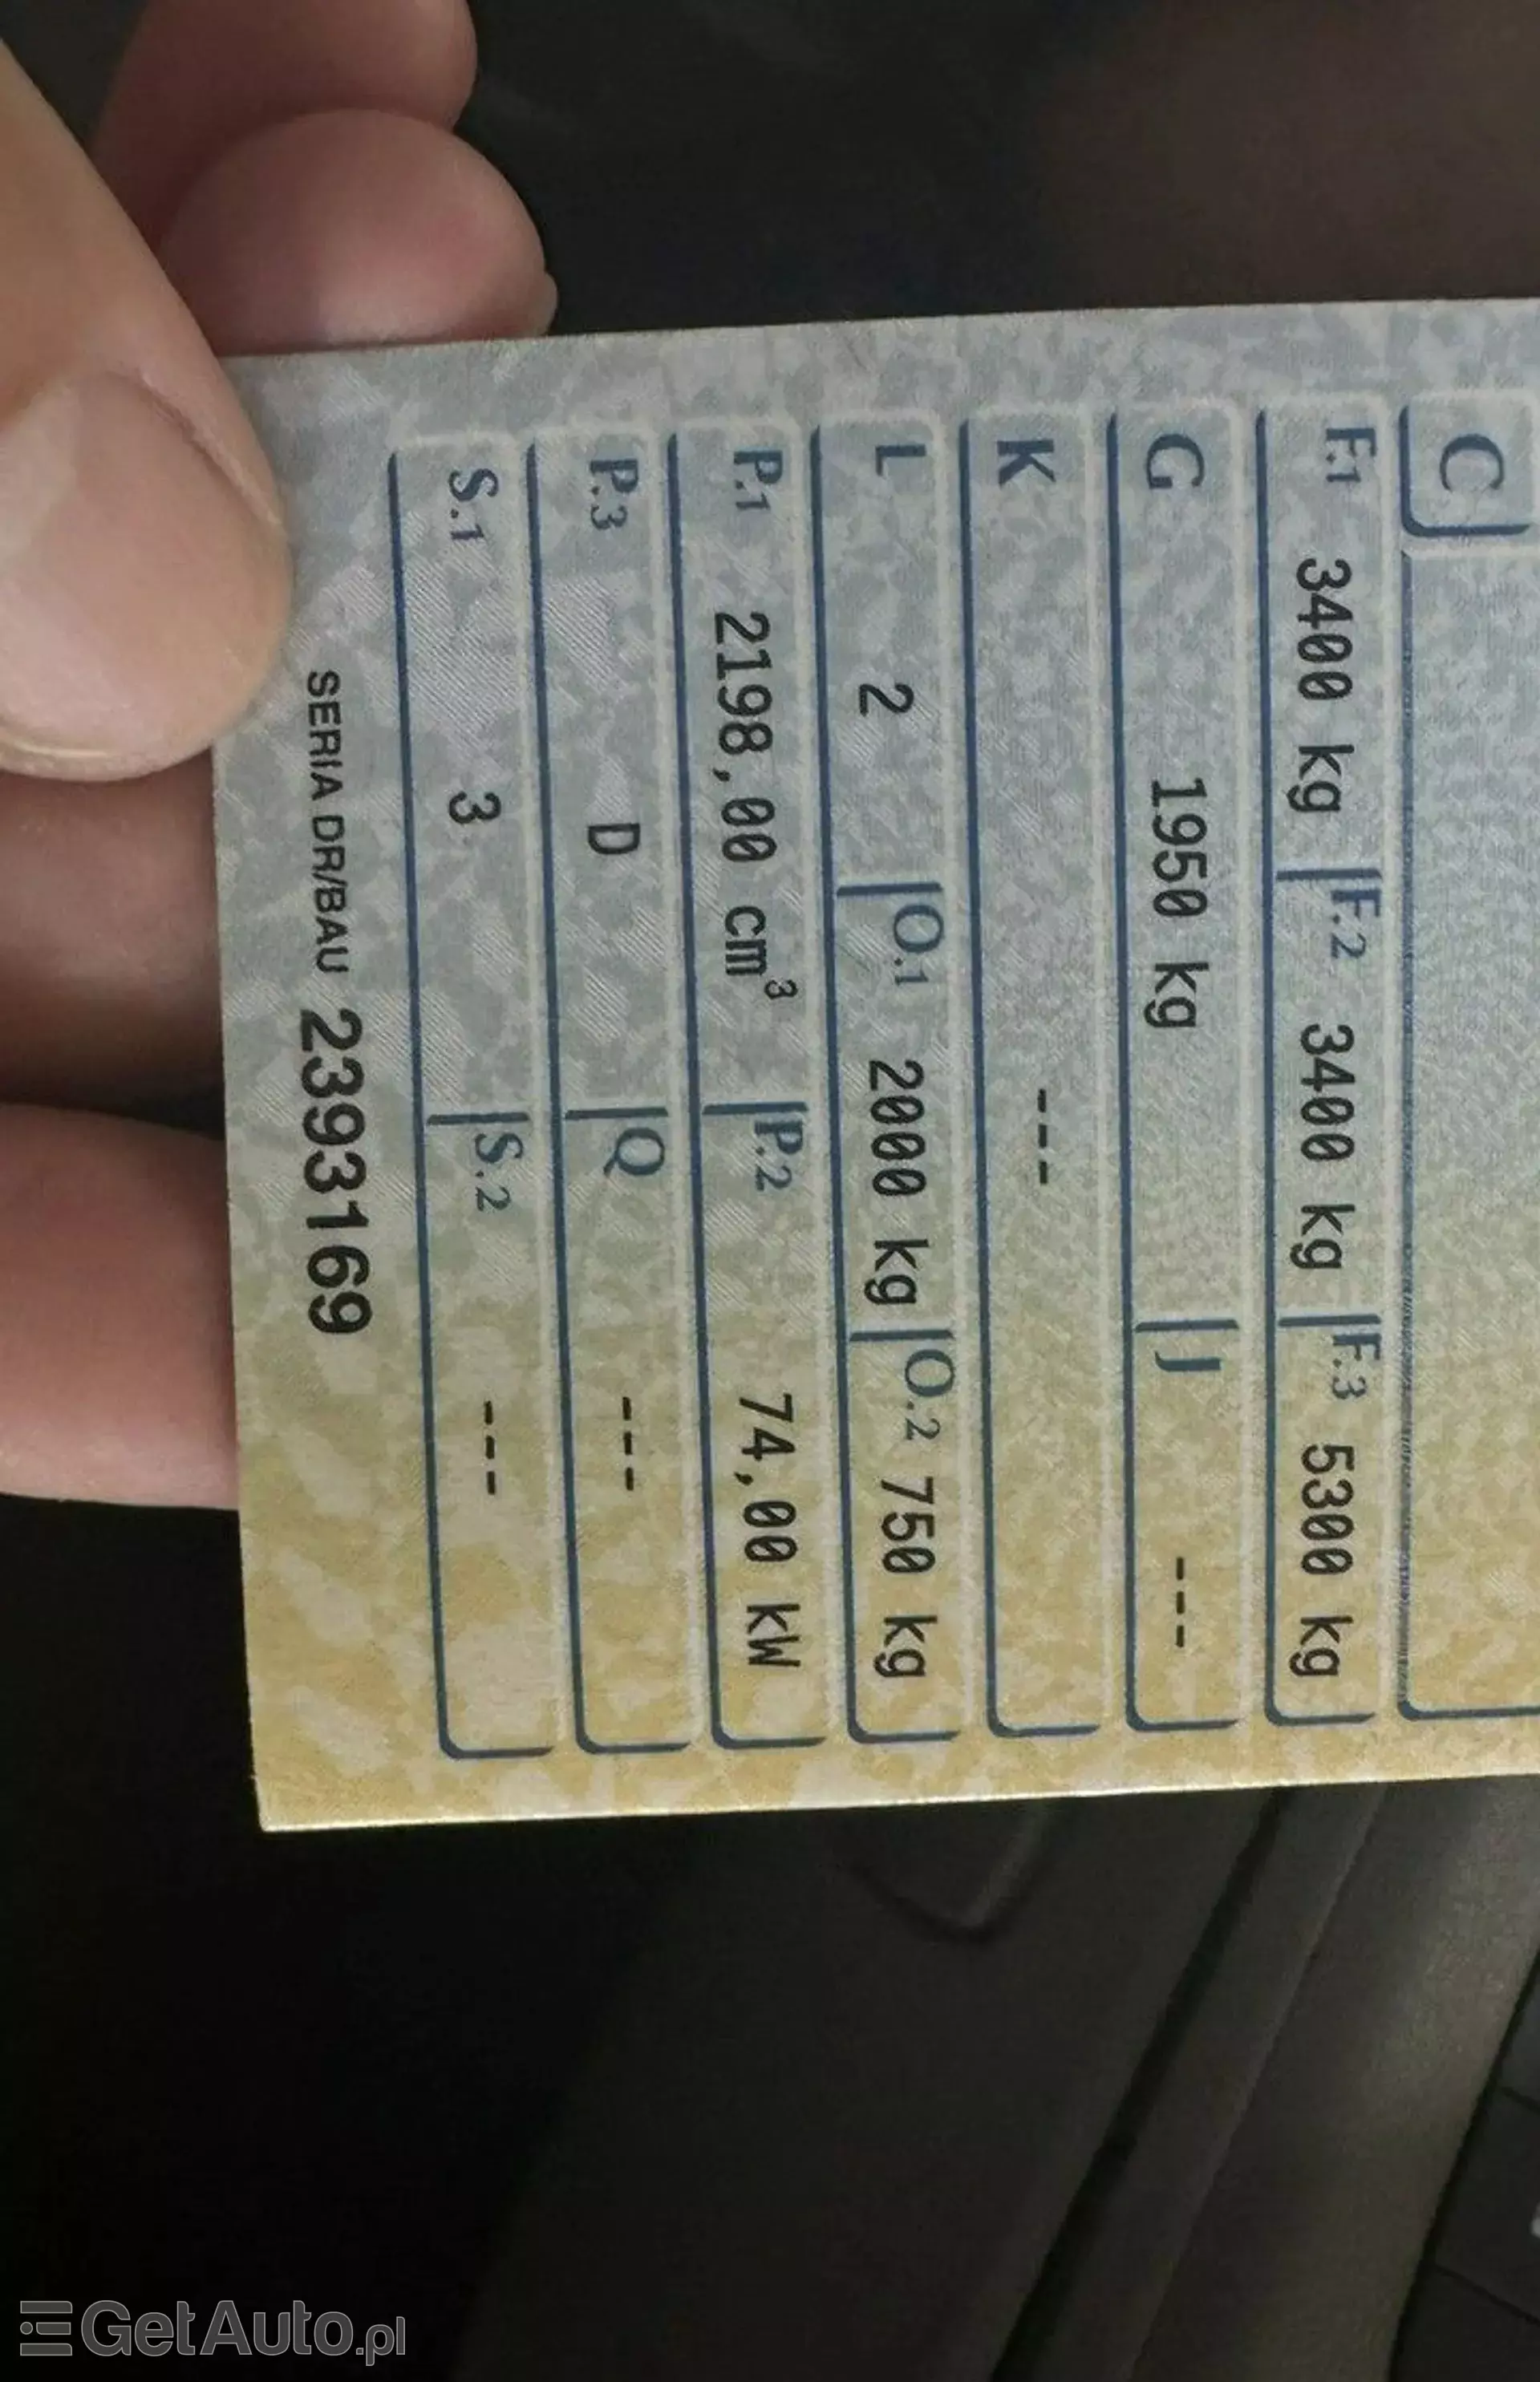 C
F.1 3400 kg F.2 3400 kg F.3 5300 kg
G 1950 kg J ---
K ---
L 2 O.1 2000 kg O.2 750 kg
P.1 2198,00 cm³ P.2 74,00 kW
P.3 D Q ---
S.1 3 S.2 ---
SERIA DR/BAU 2393169
GetAuto.pl